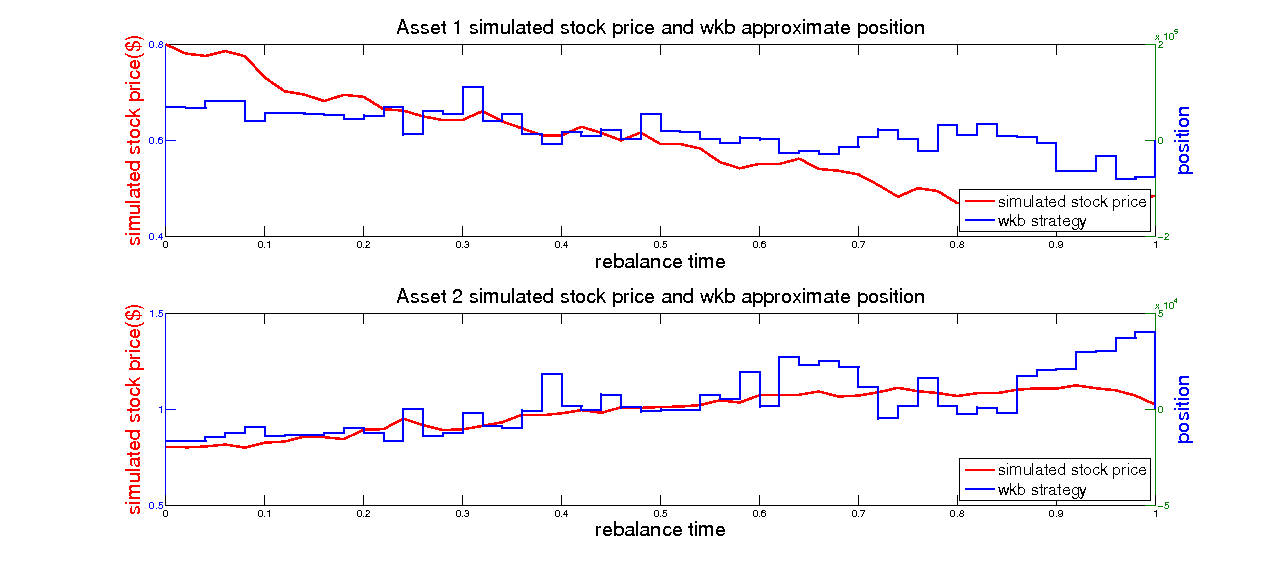 Asset 1 simulated stock price and wkb approximate position
x 10^5
0.8
0.6
0.4
2
0
-2
simulated stock price($)
position
simulated stock price
wkb strategy
0 0.1 0.2 0.3 0.4 0.5 0.6 0.7 0.8 0.9 1
rebalance time
Asset 2 simulated stock price and wkb approximate position
x 10^4
1.5
1
0.5
5
0
-5
simulated stock price($)
position
simulated stock price
wkb strategy
0 0.1 0.2 0.3 0.4 0.5 0.6 0.7 0.8 0.9 1
rebalance time